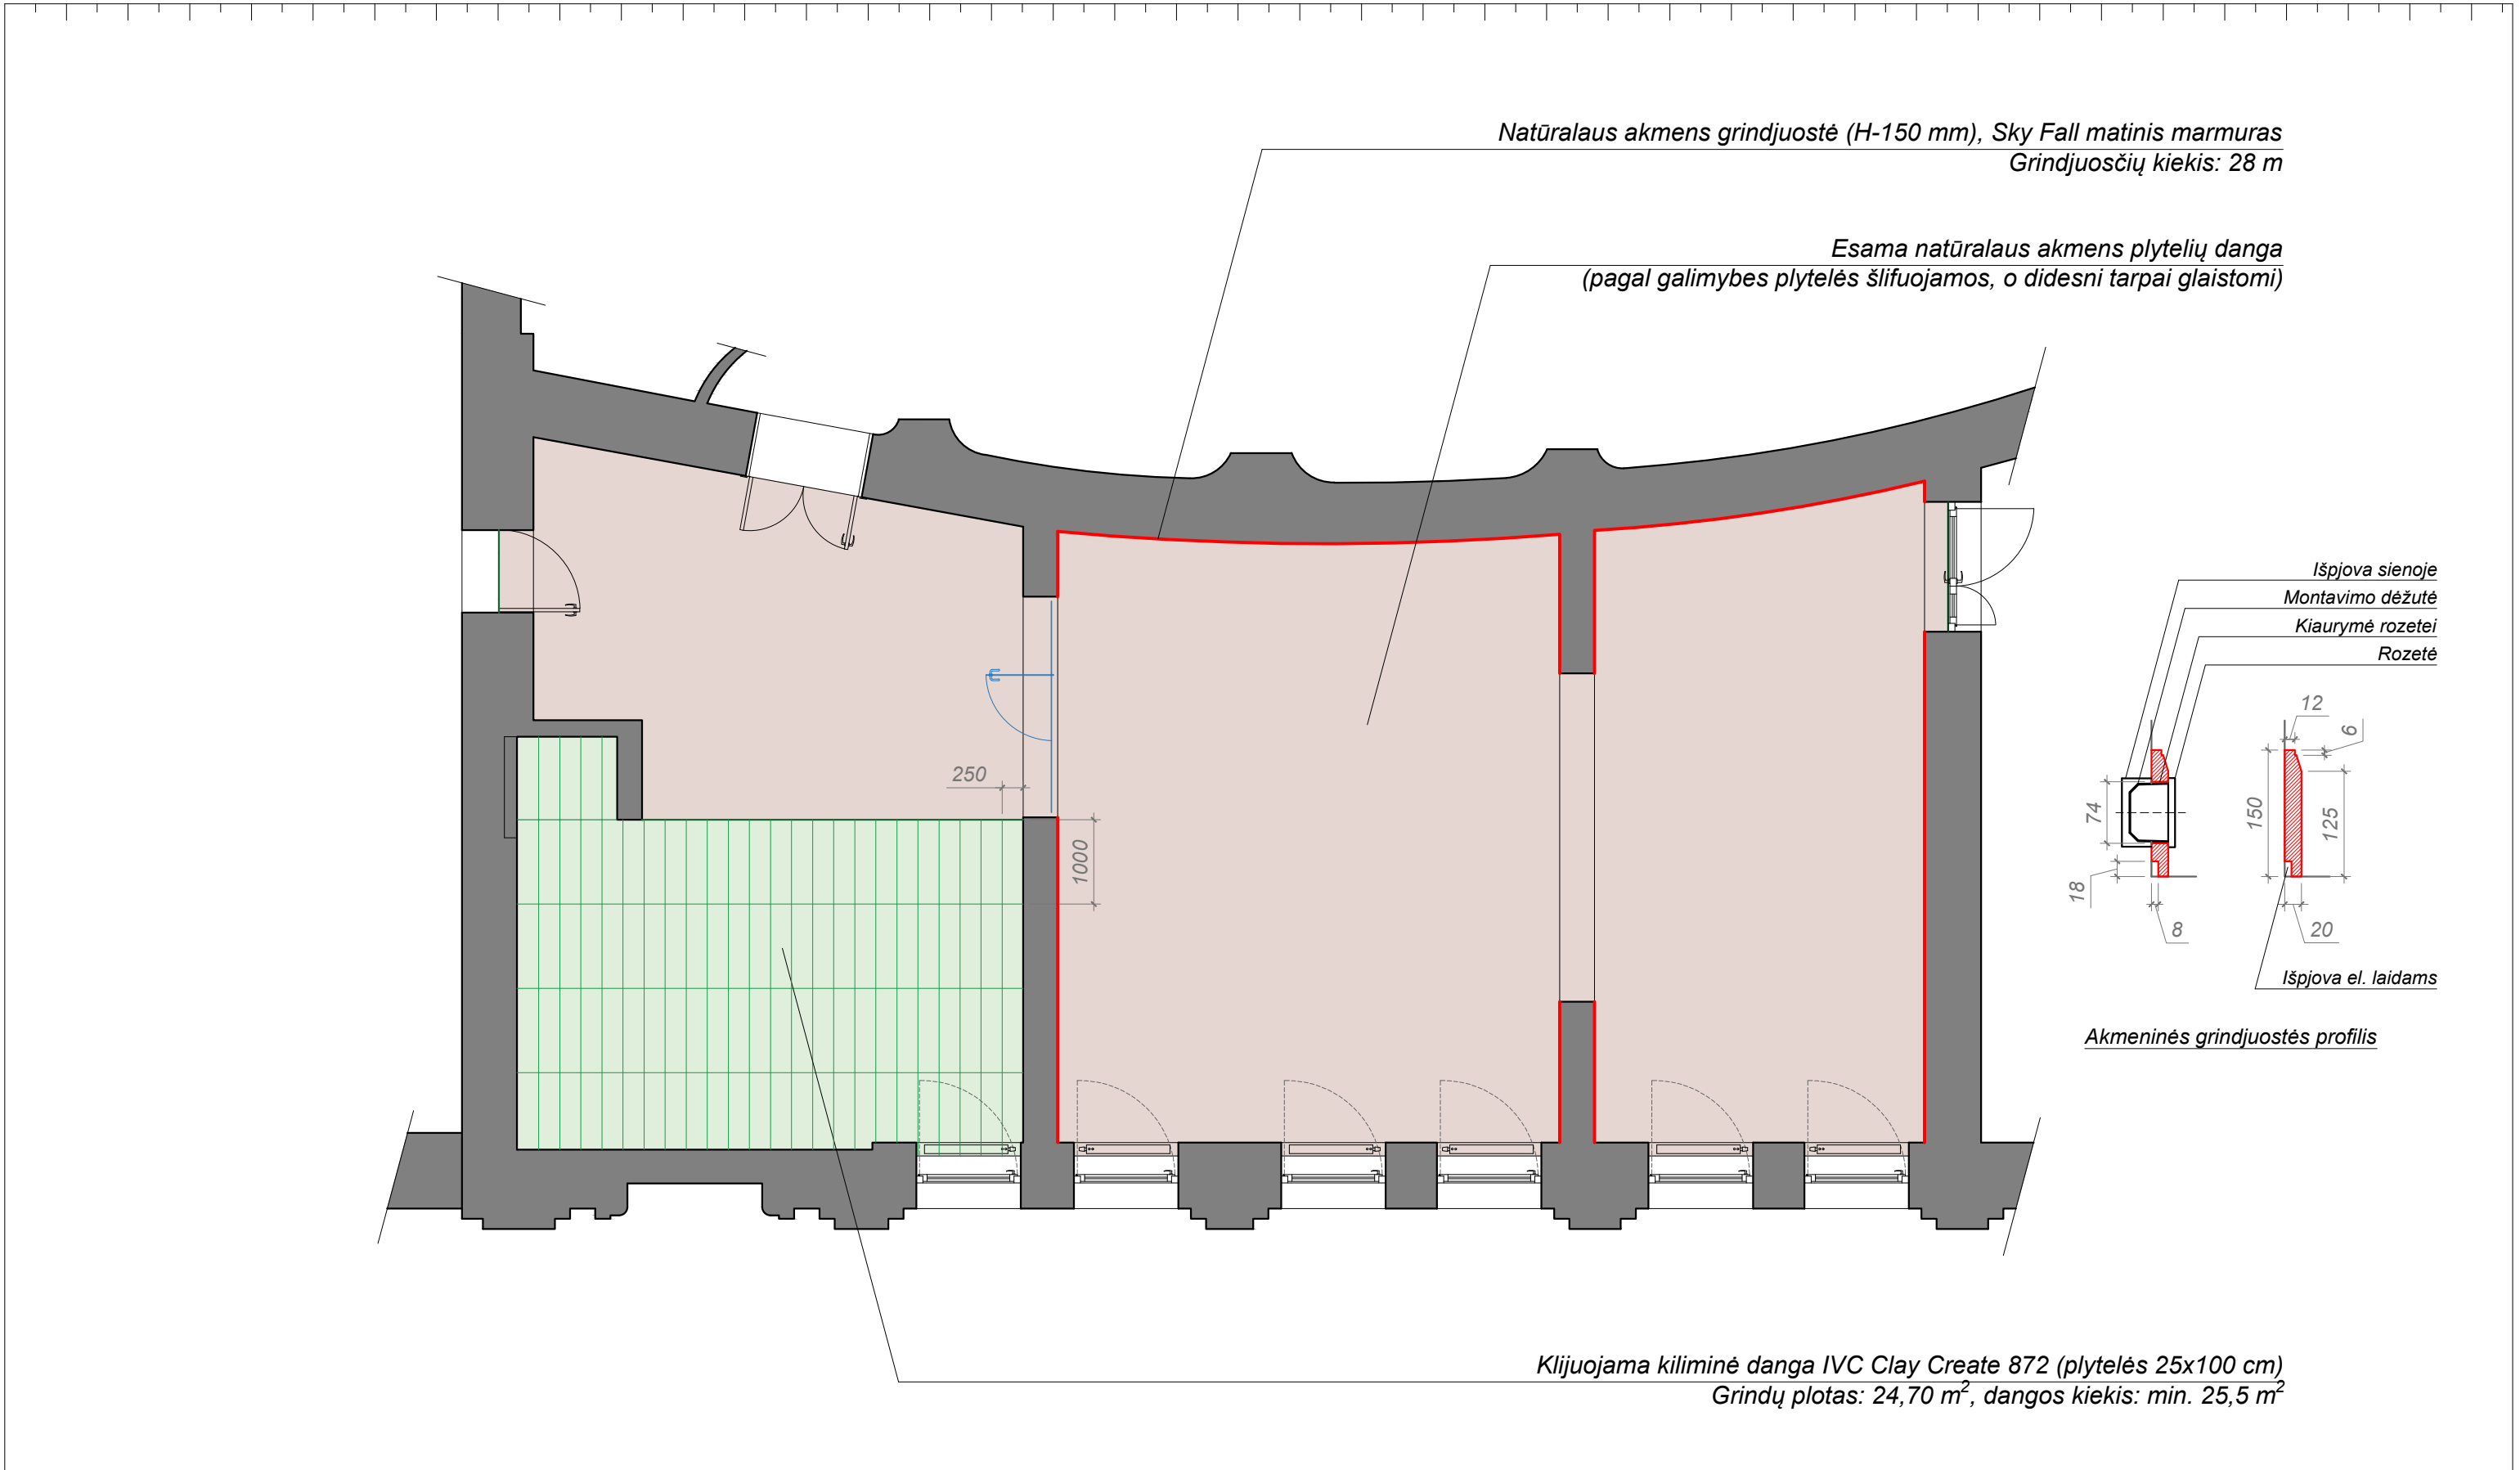 Natūralaus akmens grindjuostė (H-150 mm), Sky Fall matinis marmuras
Grindjuosčių kiekis: 28 m
Esama natūralaus akmens plytelių danga
(pagal galimybes plytelės šlifuojamos, o didesni tarpai glaistomi)
Išpjova sienoje
Montavimo dėžutė
Kiaurymė rozetei
Rozetė
12
6
250
74
150
125
1000
18
8
20
Išpjova el. laidams
Akmeninės grindjuostės profilis
Klijuojama kiliminė danga IVC Clay Create 872 (plytelės 25x100 cm)
Grindų plotas: 24,70 m², dangos kiekis: min. 25,5 m²